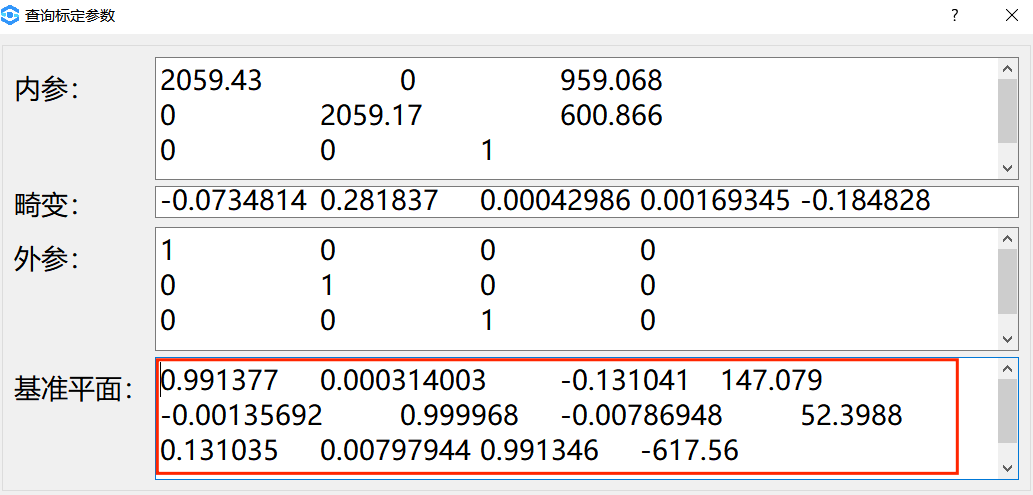 查询标定参数
内参： 2059.43 0 959.068
0 2059.17 600.866
0 0 1
畸变： -0.0734814 0.281837 0.00042986 0.00169345 -0.184828
外参： 1 0 0 0
0 1 0 0
0 0 1 0
基准平面： 0.991377 0.000314003 -0.131041 147.079
-0.00135692 0.999968 -0.00786948 52.3988
0.131035 0.00797944 0.991346 -617.56